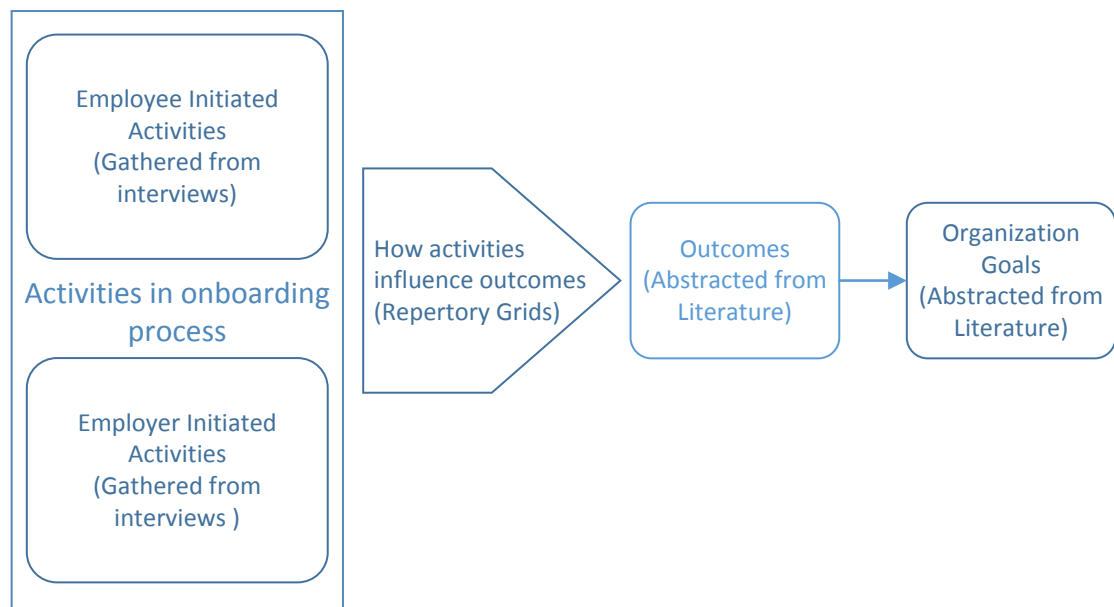 Employee Initiated
Activities
(Gathered from
interviews)
Activities in onboarding
process
Employer Initiated
Activities
(Gathered from
interviews )
How activities
influence outcomes
(Repertory Grids)
Outcomes
(Abstracted from
Literature)
Organization
Goals
(Abstracted from
Literature)